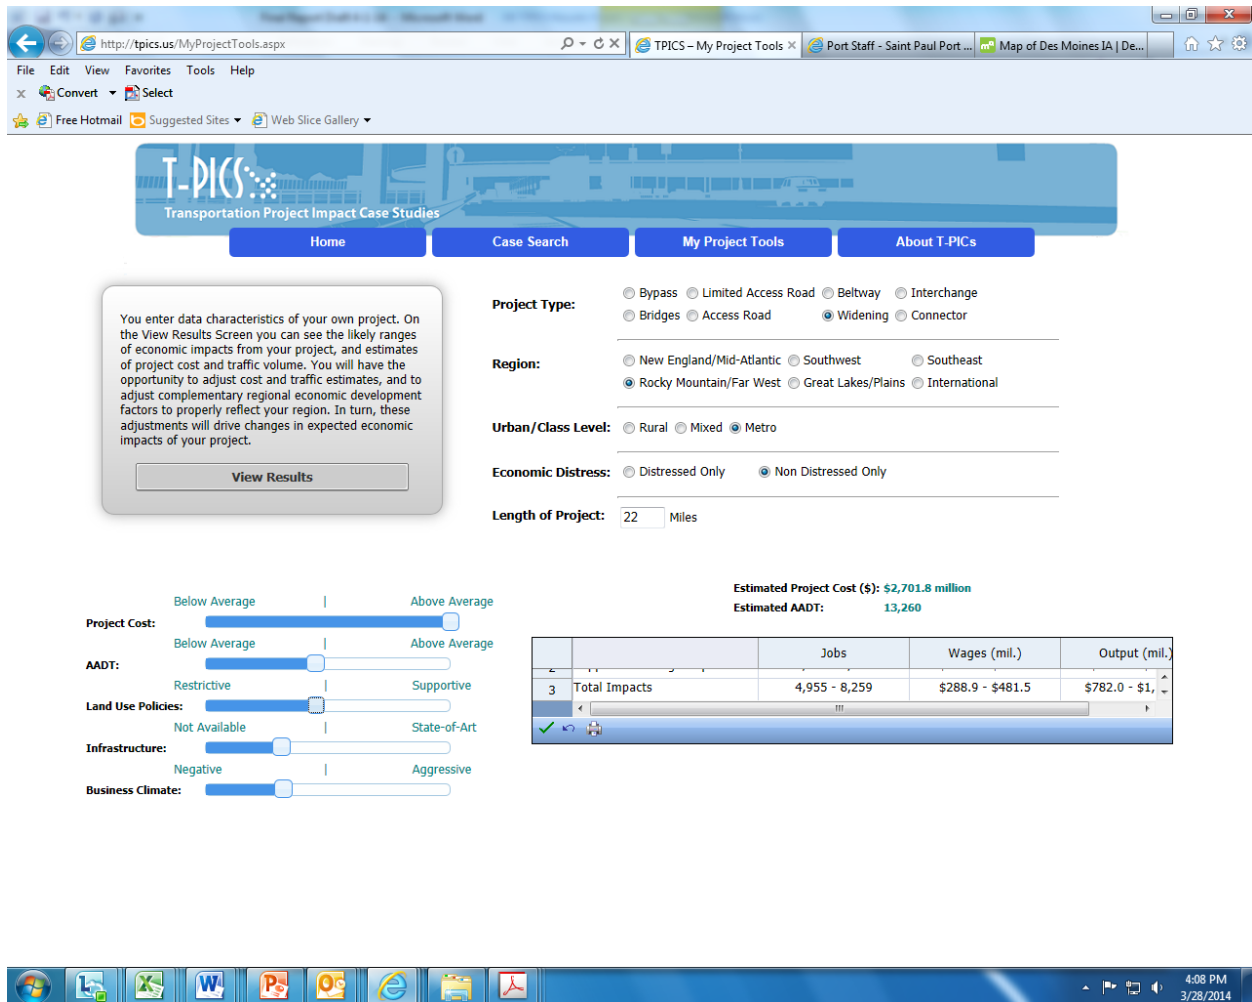 http://tpics.us/MyProjectTools.aspx
TPICS – My Project Tools
Port Staff - Saint Paul Port ...
Map of Des Moines IA | De...
File Edit View Favorites Tools Help
x Convert Select
Free Hotmail Suggested Sites Web Slice Gallery
T-PICS
Transportation Project Impact Case Studies
Home Case Search My Project Tools About T-PICs
You enter data characteristics of your own project. On
the View Results Screen you can see the likely ranges
of economic impacts from your project, and estimates
of project cost and traffic volume. You will have the
opportunity to adjust cost and traffic estimates, and to
adjust complementary regional economic development
factors to properly reflect your region. In turn, these
adjustments will drive changes in expected economic
impacts of your project.
View Results
Project Type:
Bypass Limited Access Road Beltway Interchange
Bridges Access Road Widening Connector
Region:
New England/Mid-Atlantic Southwest Southeast
Rocky Mountain/Far West Great Lakes/Plains International
Urban/Class Level: Rural Mixed Metro
Economic Distress: Distressed Only Non Distressed Only
Length of Project: 22 Miles
Below Average | Above Average
Project Cost:
Below Average | Above Average
AADT:
Restrictive | Supportive
Land Use Policies:
Not Available | State-of-Art
Infrastructure:
Negative | Aggressive
Business Climate:
Estimated Project Cost ($): $2,701.8 million
Estimated AADT: 13,260
Jobs Wages (mil.) Output (mil.)
3 Total Impacts 4,955 - 8,259 $288.9 - $481.5 $782.0 - $1,
4:08 PM
3/28/2014